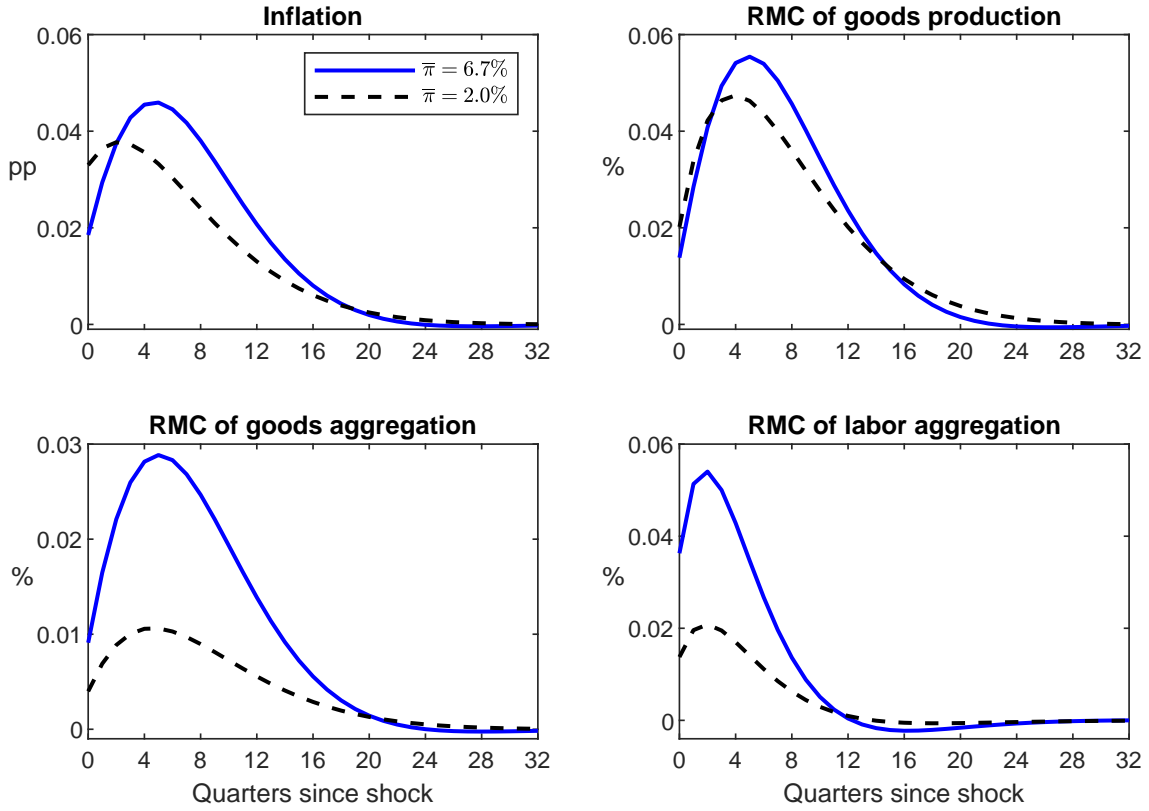 Inflation
0.06
0.04
pp
0.02
0
0 4 8 12 16 20 24 28 32
π̅ = 6.7%
π̅ = 2.0%
RMC of goods production
0.06
0.04
%
0.02
0
0 4 8 12 16 20 24 28 32
RMC of goods aggregation
0.03
0.02
%
0.01
0
0 4 8 12 16 20 24 28 32
Quarters since shock
RMC of labor aggregation
0.06
0.04
%
0.02
0
0 4 8 12 16 20 24 28 32
Quarters since shock